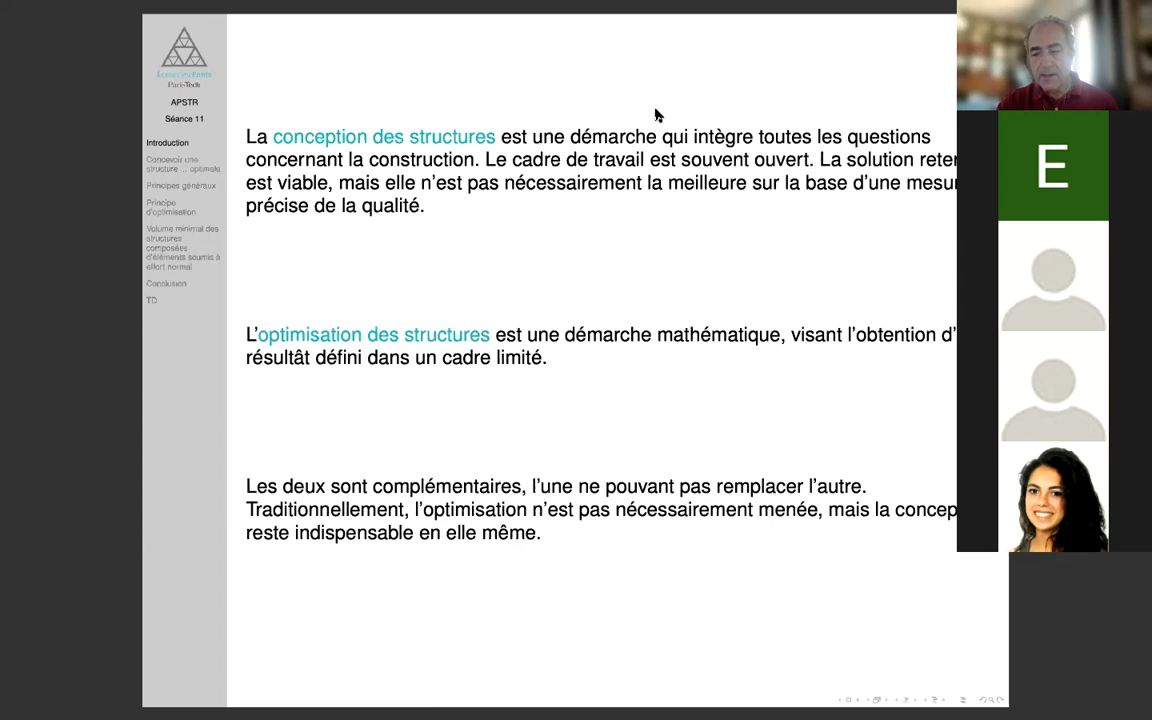 École des Ponts
ParisTech
APSTR
Séance 11
Introduction
Concevoir une
structure ... optimale
Principes généraux
Principe
d'optimisation
Volume minimal des
structures
composées
d'éléments soumis à
effort normal
Conclusion
TD
La conception des structures est une démarche qui intègre toutes les questions
concernant la construction. Le cadre de travail est souvent ouvert. La solution
est viable, mais elle n'est pas nécessairement la meilleure sur la base d'une
précise de la qualité.
L'optimisation des structures est une démarche mathématique, visant l'obtention d'
résultât défini dans un cadre limité.
Les deux sont complémentaires, l'une ne pouvant pas remplacer l'autre.
Traditionnellement, l'optimisation n'est pas nécessairement menée, mais la
reste indispensable en elle même.
E